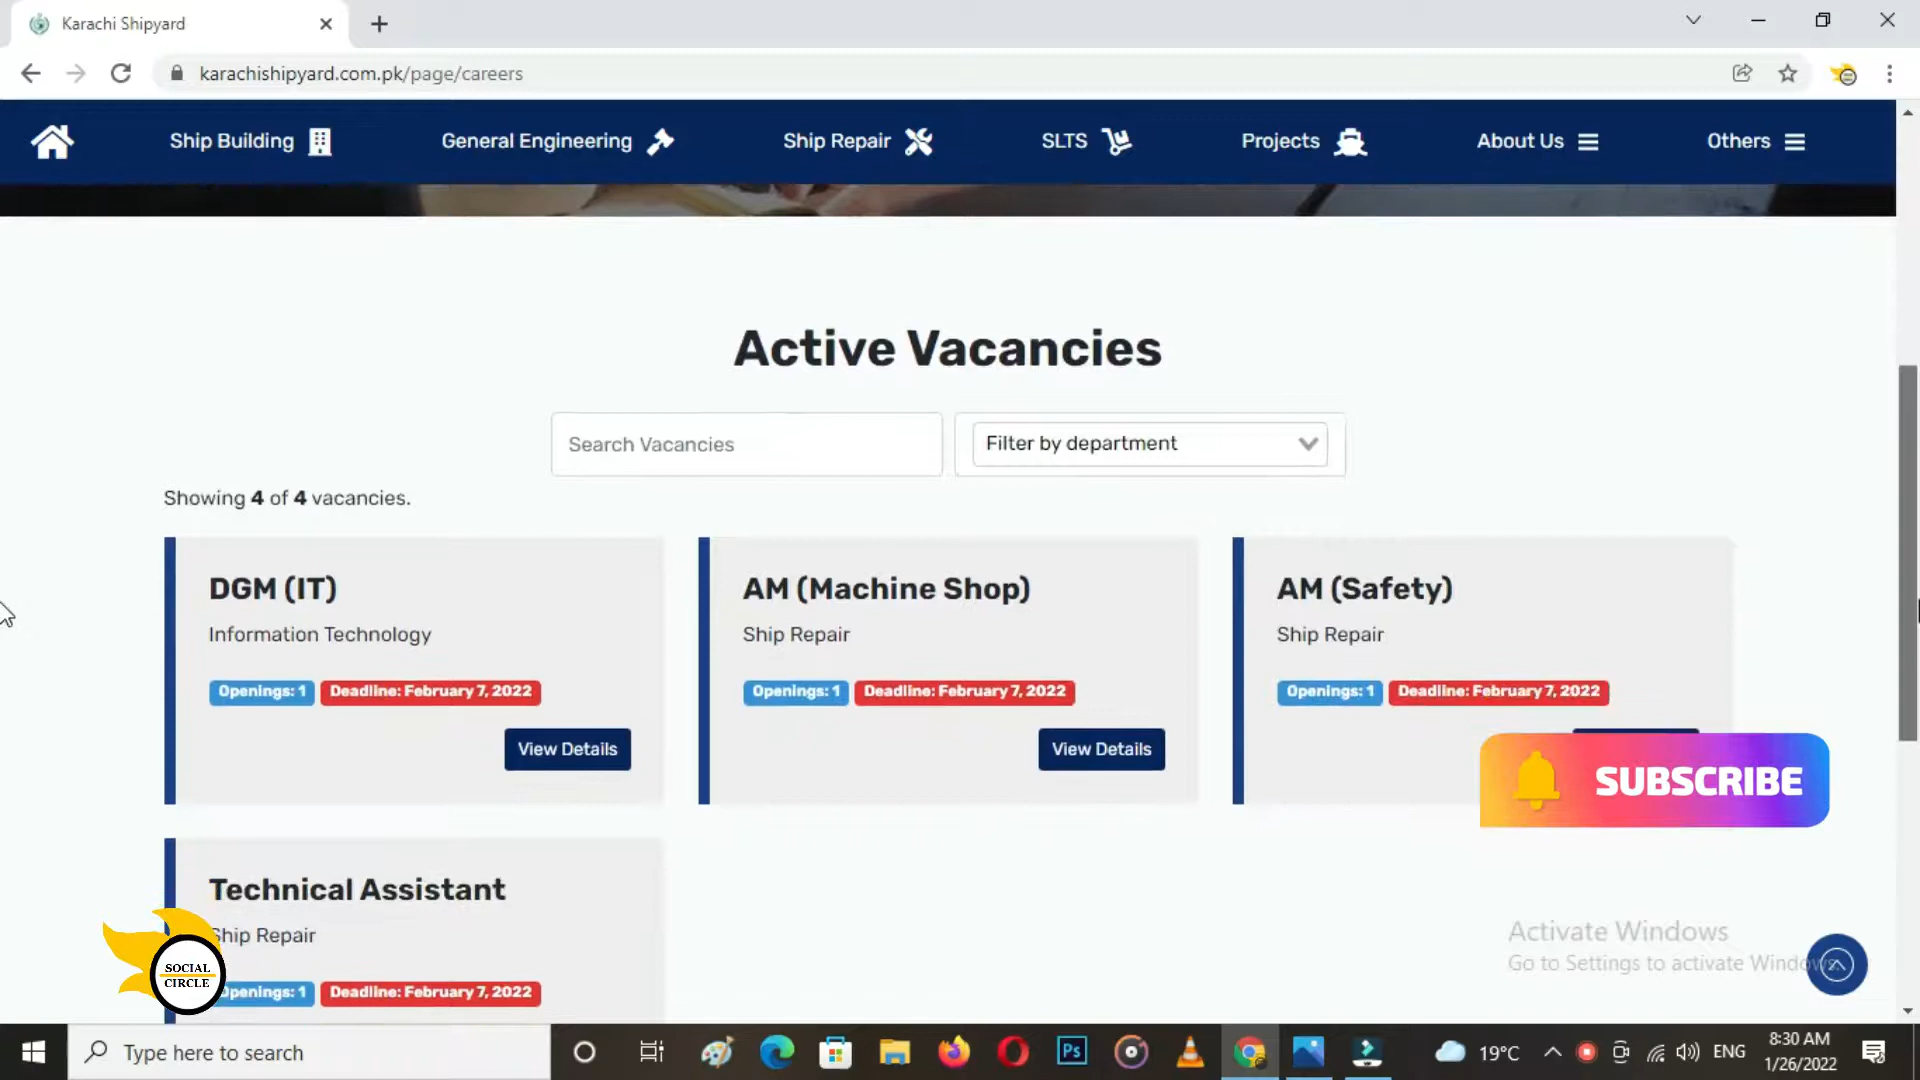 Karachi Shipyard
karachishipyard.com.pk/page/careers
Ship Building
General Engineering
Ship Repair
SLTS
Projects
About Us
Others
Active Vacancies
Search Vacancies
Filter by department
Showing 4 of 4 vacancies.
DGM (IT)
Information Technology
Openings: 1 Deadline: February 7, 2022
View Details
AM (Machine Shop)
Ship Repair
Openings: 1 Deadline: February 7, 2022
View Details
AM (Safety)
Ship Repair
Openings: 1 Deadline: February 7, 2022
SUBSCRIBE
Technical Assistant
Ship Repair
Openings: 1 Deadline: February 7, 2022
SOCIAL
CIRCLE
Activate Windows
Go to Settings to activate Windows.
Type here to search
Ps
19°C
ENG
8:30 AM
1/26/2022